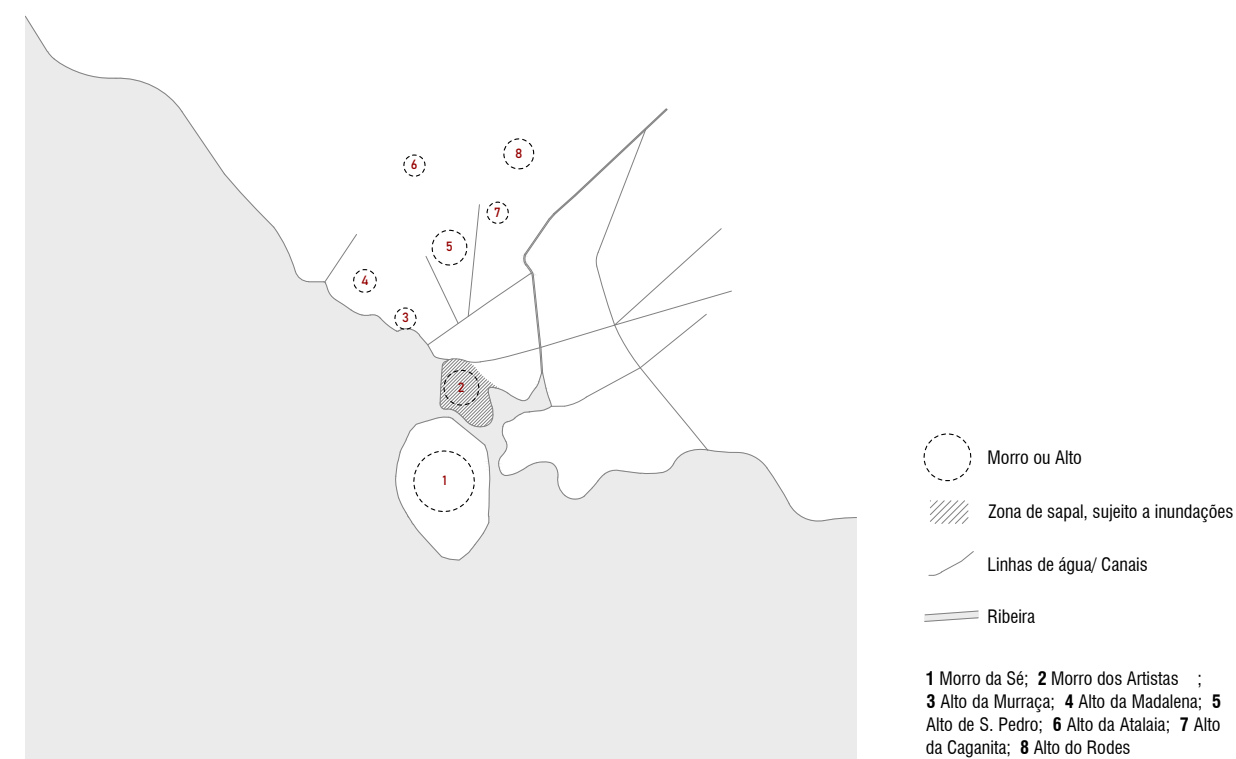 6
8
7
5
4
3
2
1
Morro ou Alto
Zona de sapal, sujeito a inundações
Linhas de água/ Canais
Ribeira
1 Morro da Sé; 2 Morro dos Artistas ;
3 Alto da Murraça; 4 Alto da Madalena; 5
Alto de S. Pedro; 6 Alto da Atalaia; 7 Alto
da Caganita; 8 Alto do Rodes